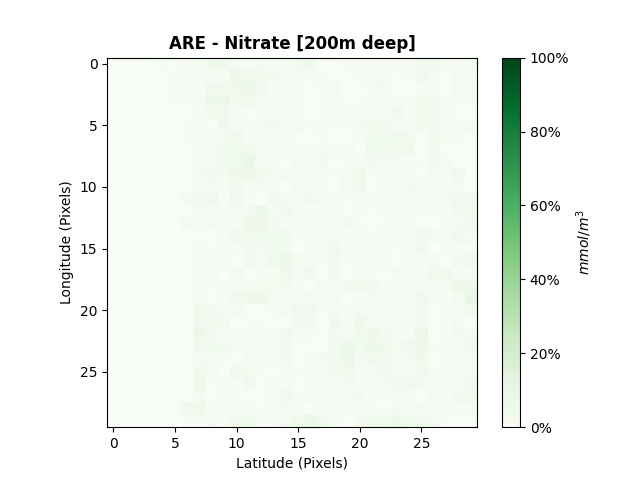 ARE - Nitrate [200m deep]
0
5
10
15
20
25
Longitude (Pixels)
0 5 10 15 20 25
Latitude (Pixels)
100%
80%
60%
40%
20%
0%
mmol/m³